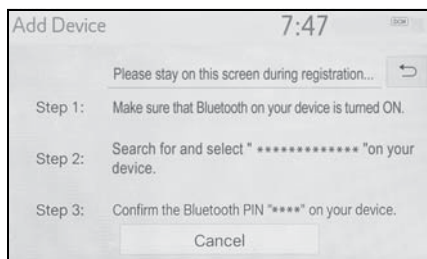 Add Device 7:47 DCM
Please stay on this screen during registration...
Step 1: Make sure that Bluetooth on your device is turned ON.
Step 2: Search for and select " ************* "on your
device.
Step 3: Confirm the Bluetooth PIN "****" on your device.
Cancel